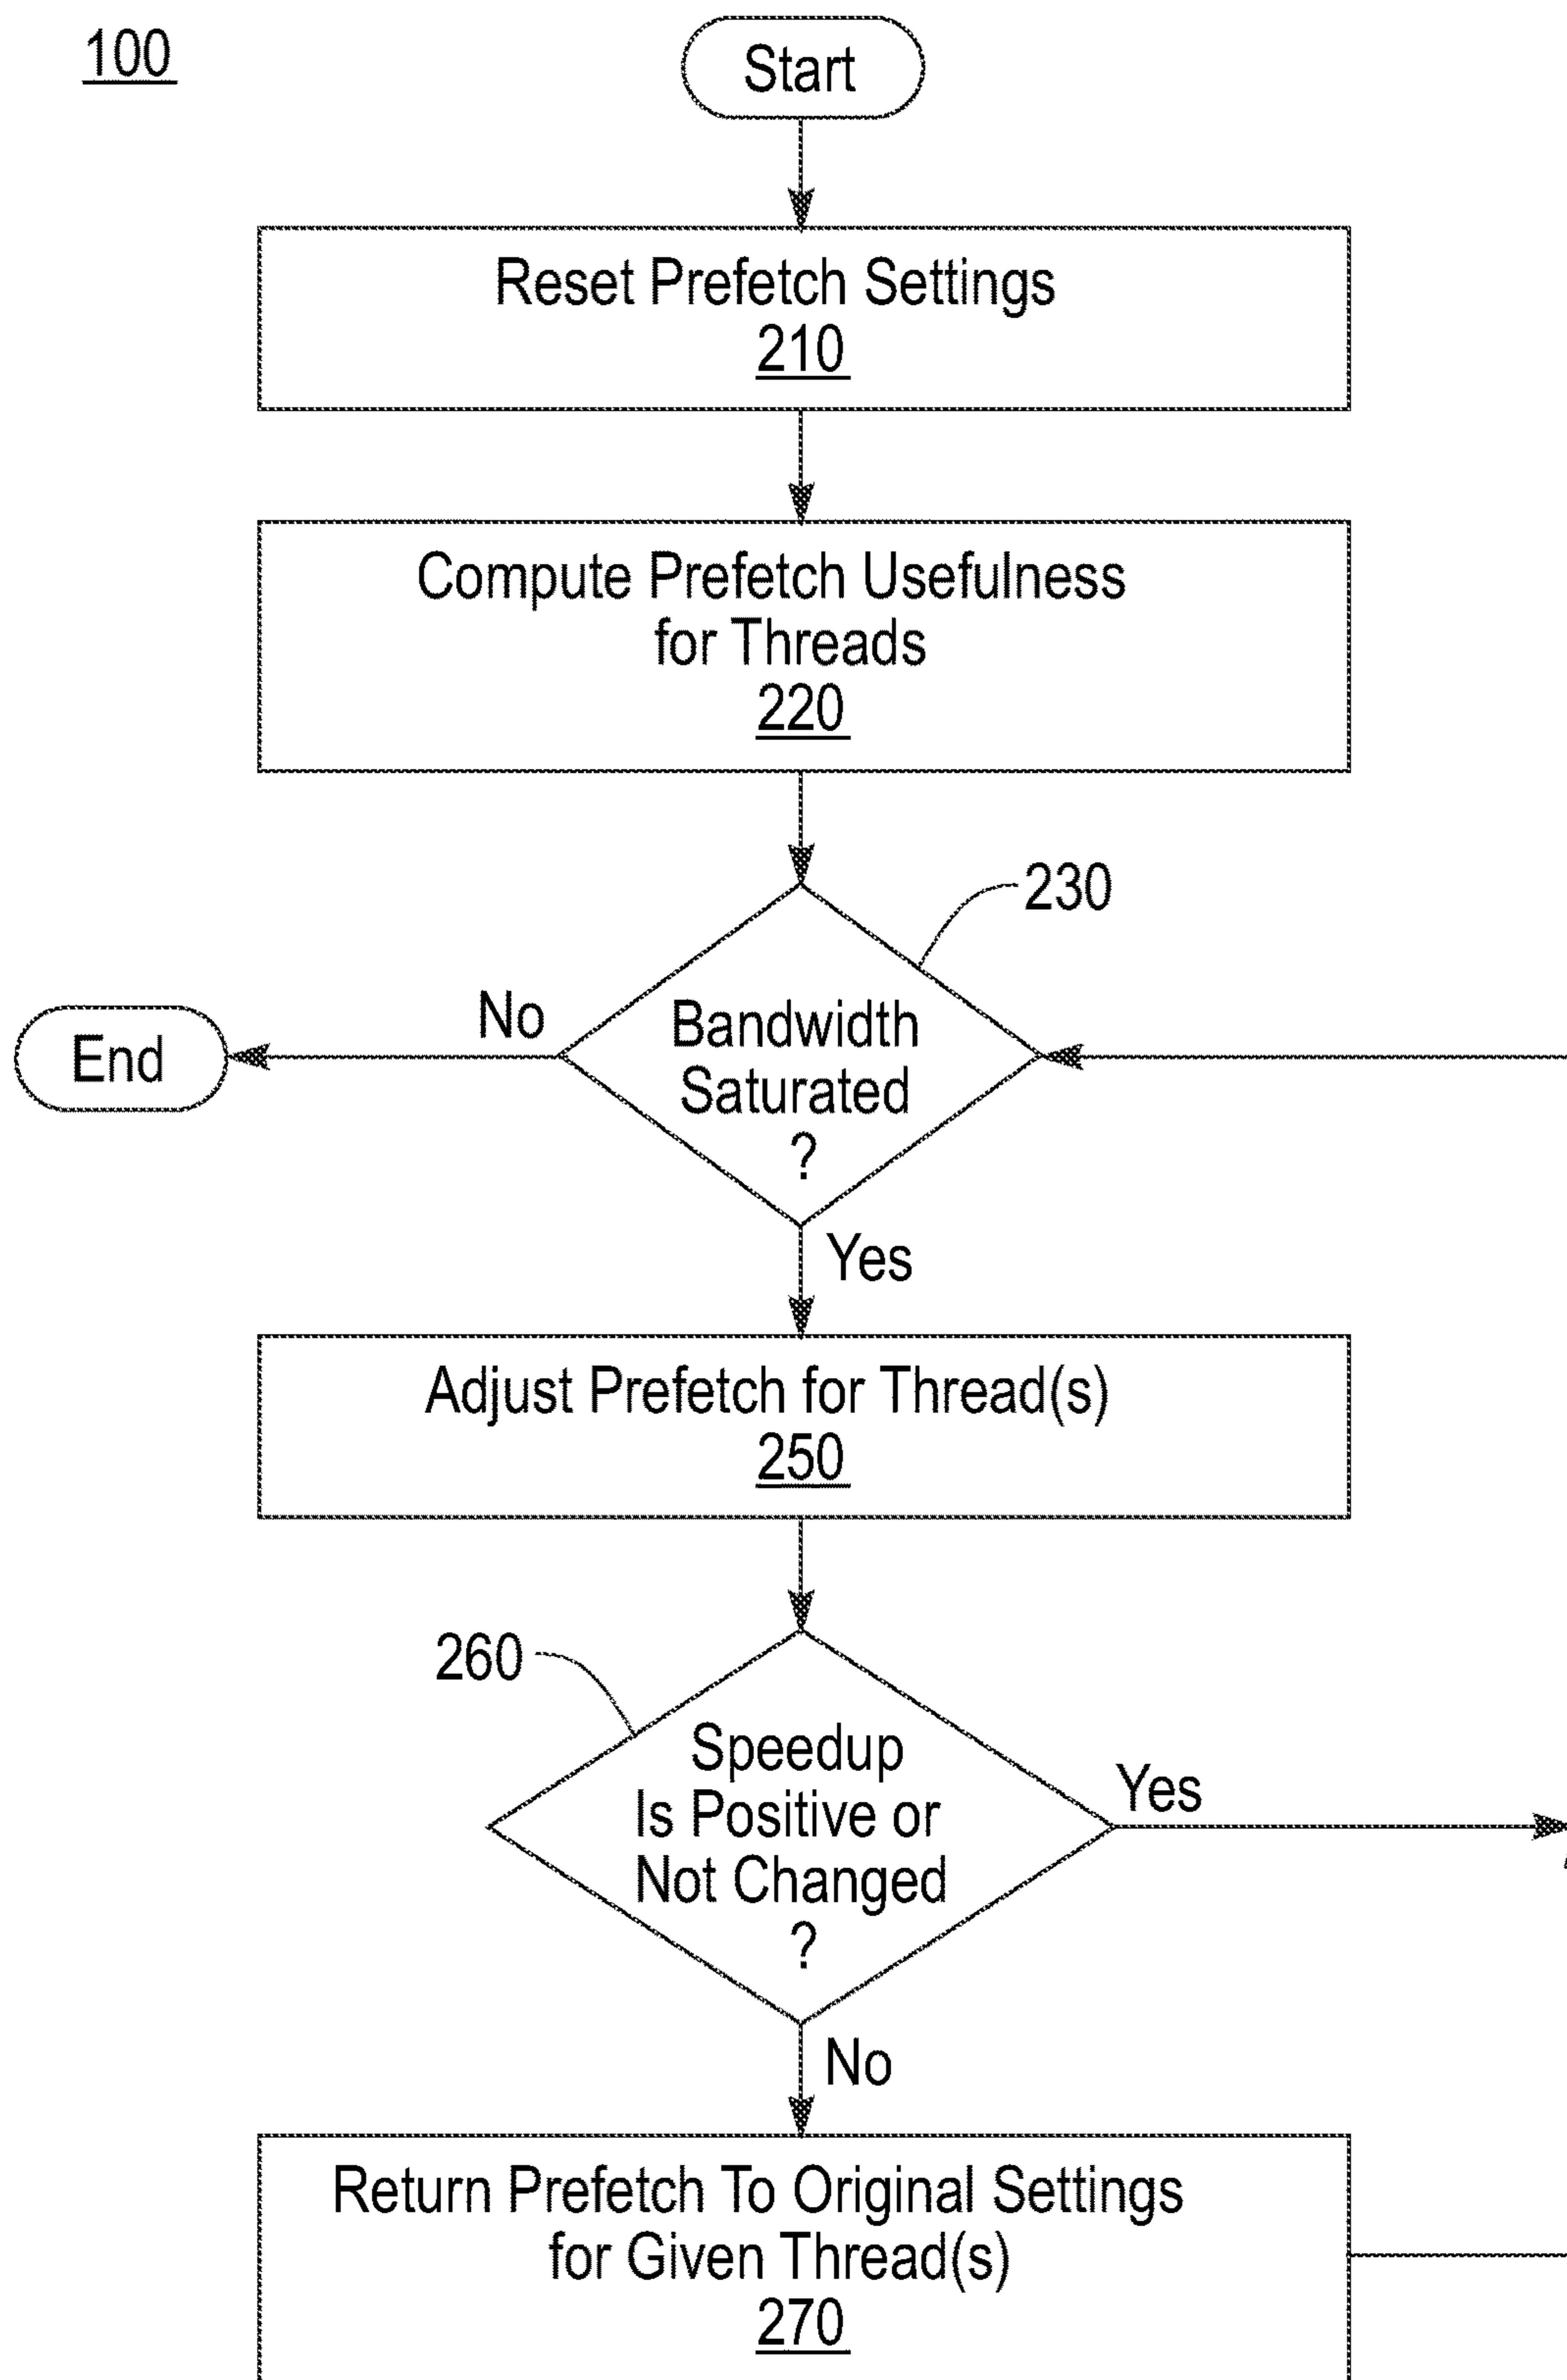 100
Start
Reset Prefetch Settings
210
Compute Prefetch Usefulness
for Threads
220
230
No
Bandwidth
Saturated
?
End
Yes
Adjust Prefetch for Thread(s)
250
260
Speedup
Is Positive or
Not Changed
?
Yes
No
Return Prefetch To Original Settings
for Given Thread(s)
270